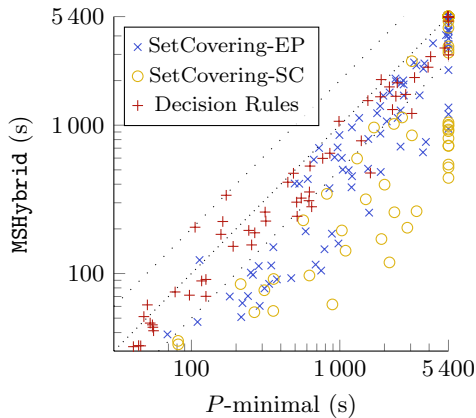 5 400
SetCovering-EP
SetCovering-SC
Decision Rules
1 000
MSHybrid (s)
100
100
1 000
5 400
P-minimal (s)